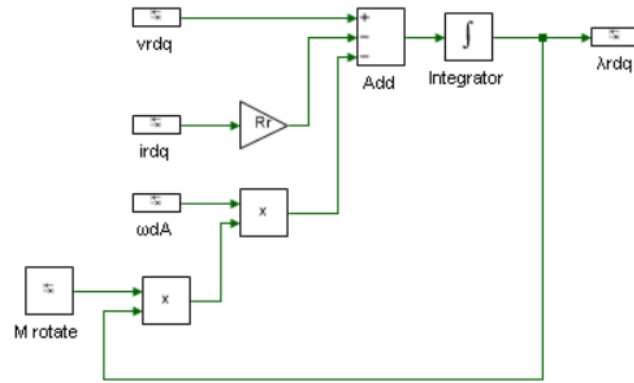 +
vrdq
−
−
Add
∫
Integrator
λrdq
Rr
irdq
x
ωdA
x
M rotate